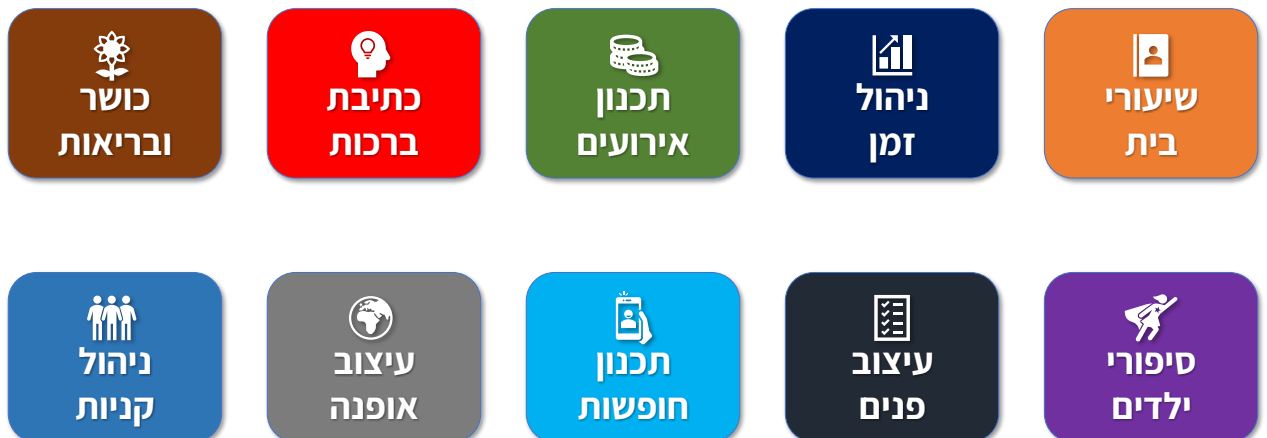 שיעורי
בית
ניהול
זמן
תכנון
אירועים
כתיבת
ברכות
כושר
ובריאות
סיפורי
ילדים
עיצוב
פנים
תכנון
חופשות
עיצוב
אופנה
ניהול
קניות